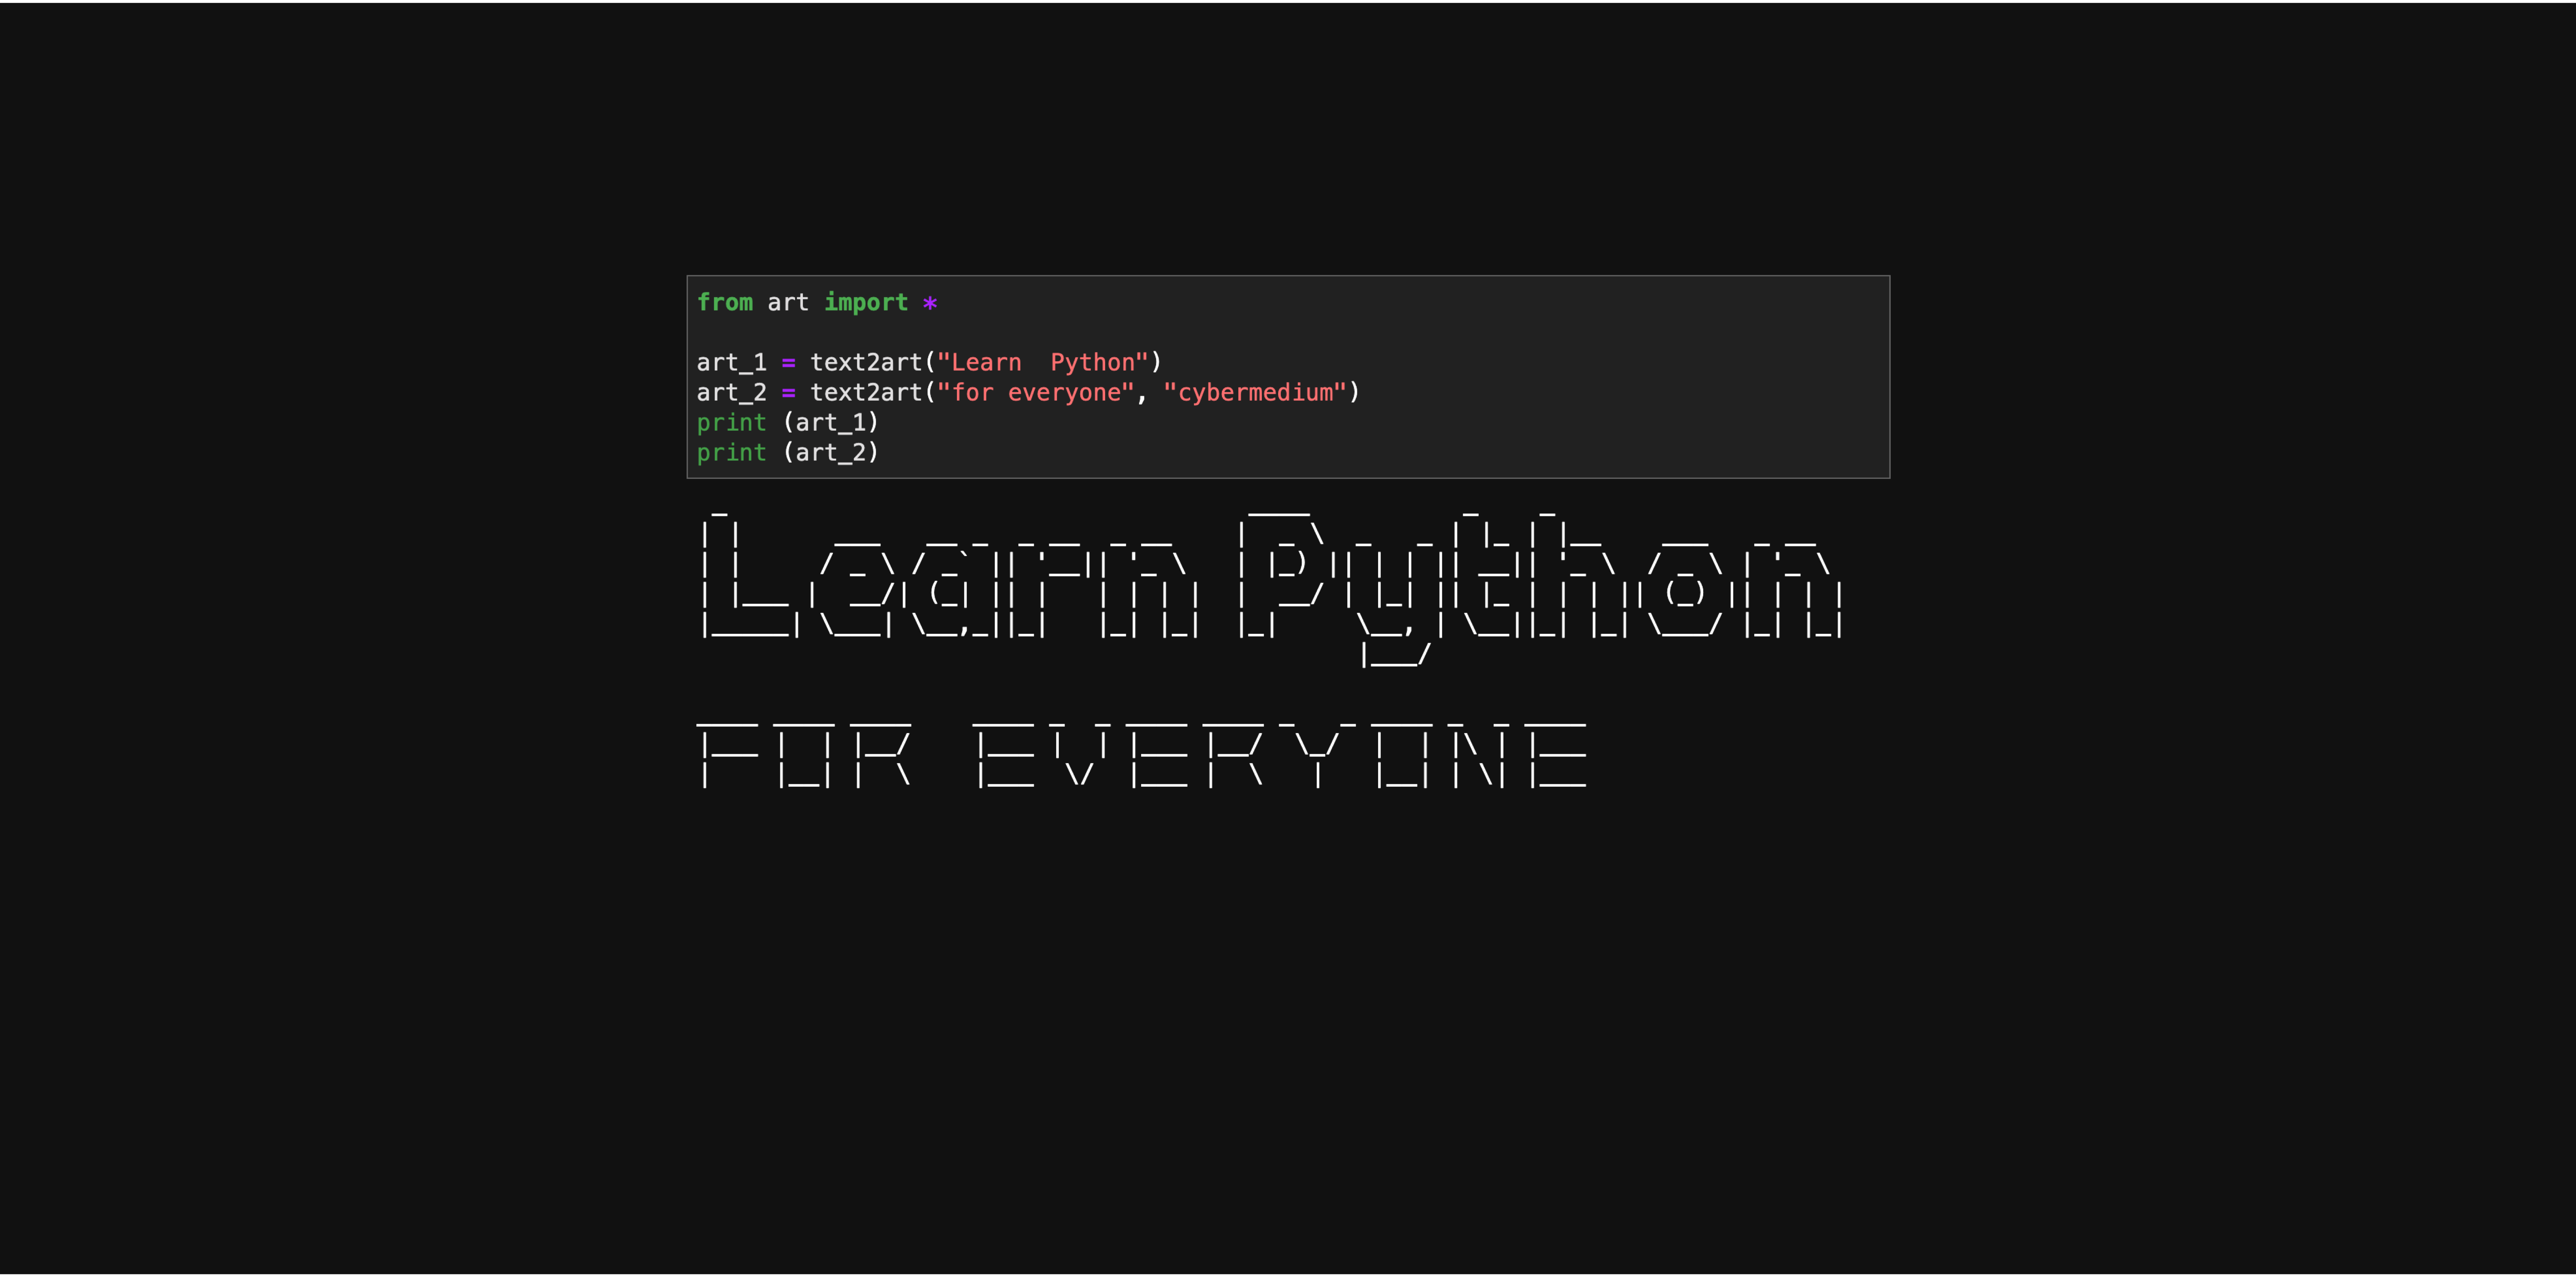 from art import *
art_1 = text2art("Learn  Python")
art_2 = text2art("for everyone", "cybermedium")
print (art_1)
print (art_2)
Learn Python
FOR EVERYONE